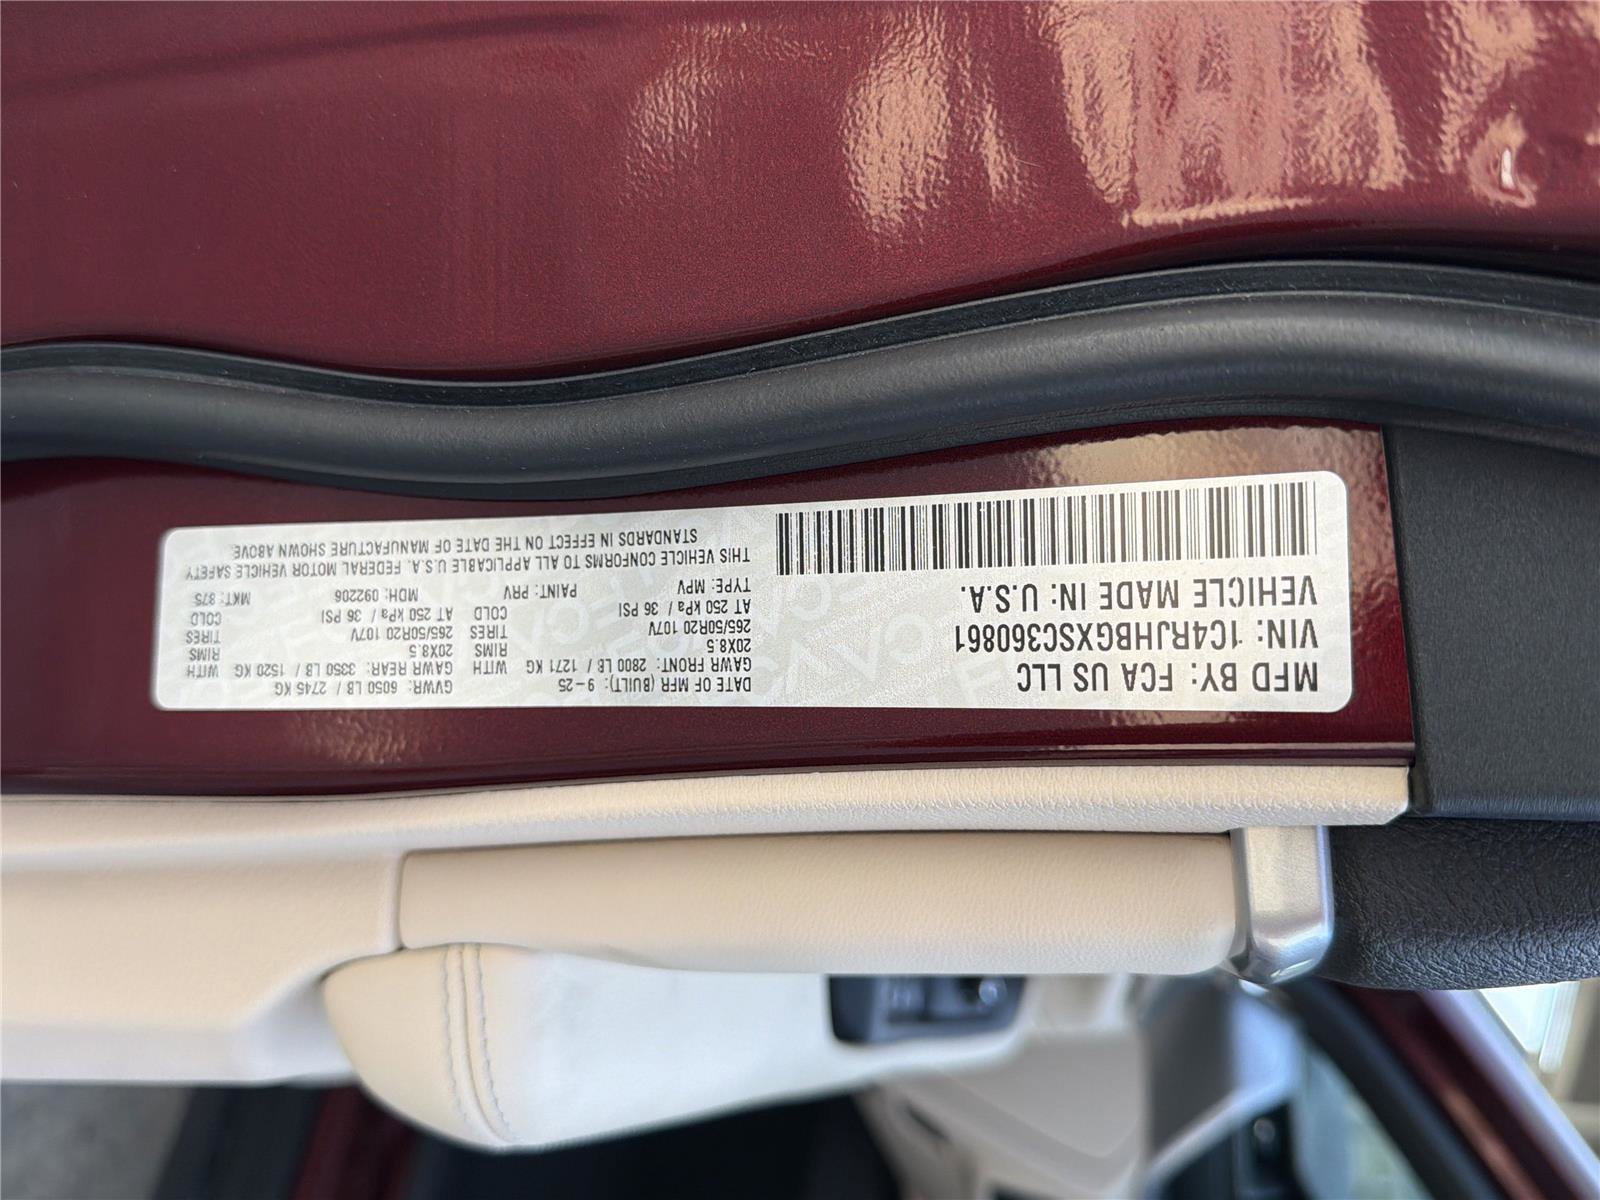 MFD BY: FCA US LLC
VIN: 1C4RJHBGXSC360861
VEHICLE MADE IN: U.S.A.
DATE OF MFR (BUILT): 9-25 GVWR: 6050 LB / 2745 KG
GAWR FRONT: 2800 LB / 1271 KG WITH GAWR REAR: 3350 LB / 1520 KG WITH
20X8.5 RIMS 20X8.5 RIMS
265/50R20 107V TIRES 265/50R20 107V TIRES
AT 250 kPa / 36 PSI COLD AT 250 kPa / 36 PSI COLD
TYPE: MPV PAINT: PRV MDH: 092206 MKT: 875
THIS VEHICLE CONFORMS TO ALL APPLICABLE U.S.A. FEDERAL MOTOR VEHICLE SAFETY
STANDARDS IN EFFECT ON THE DATE OF MANUFACTURE SHOWN ABOVE.